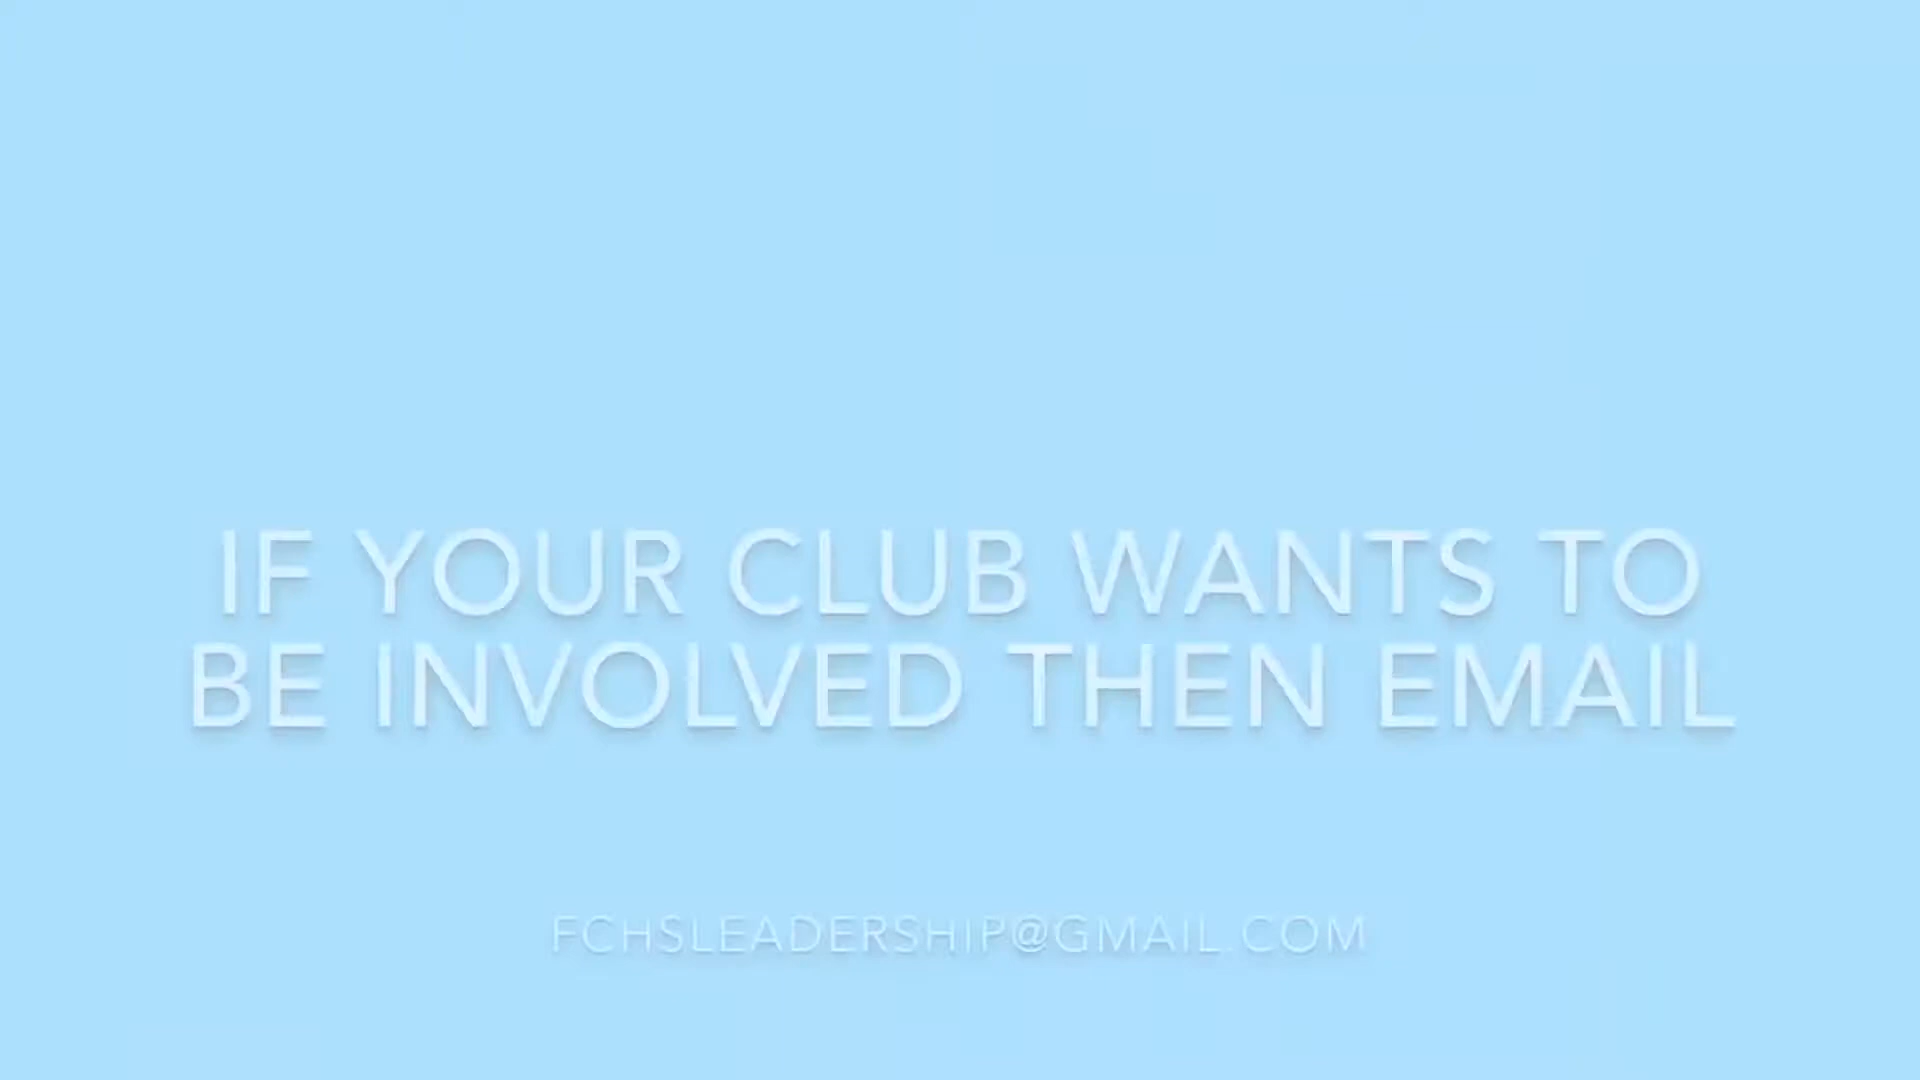 IF YOUR CLUB WANTS TO
BE INVOLVED THEN EMAIL
FCHSLEADERSHIP@GMAIL.COM